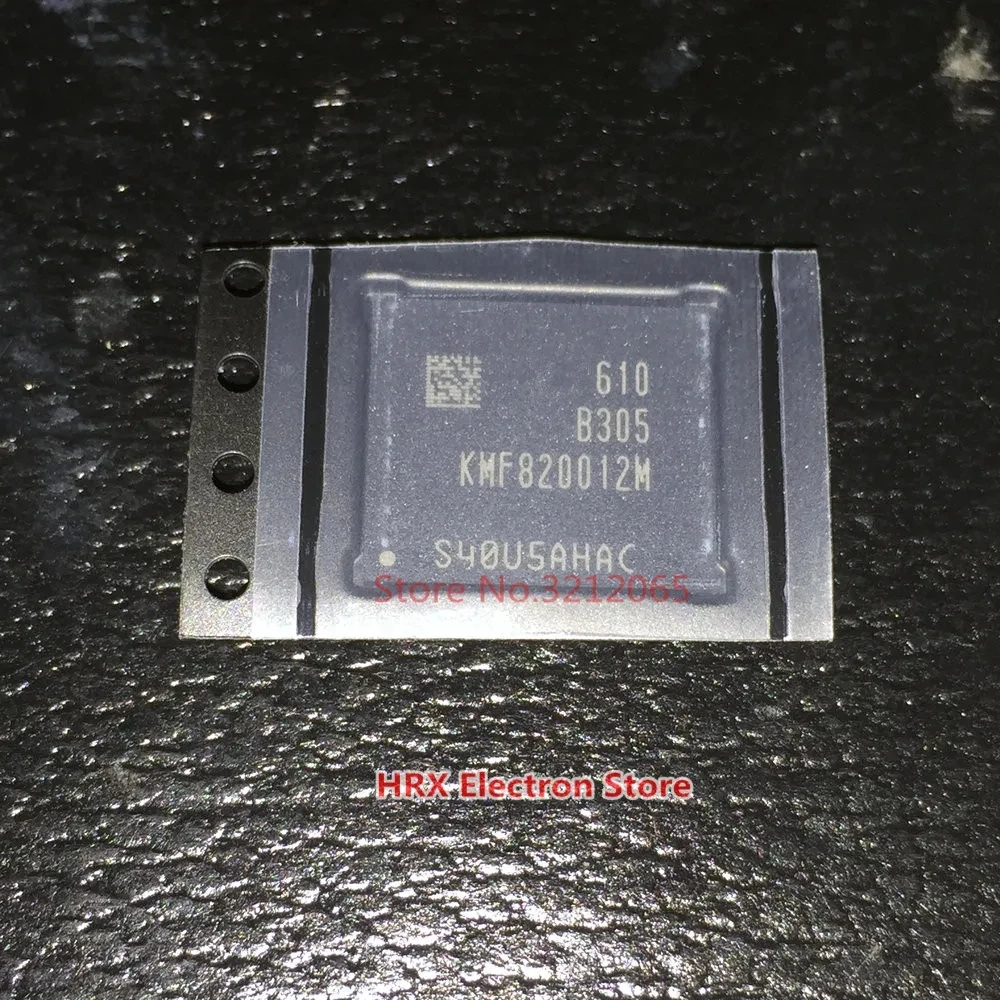 610
B305
KMF820012M
S40U5AHAC
Store No.3212065
HRX Electron Store